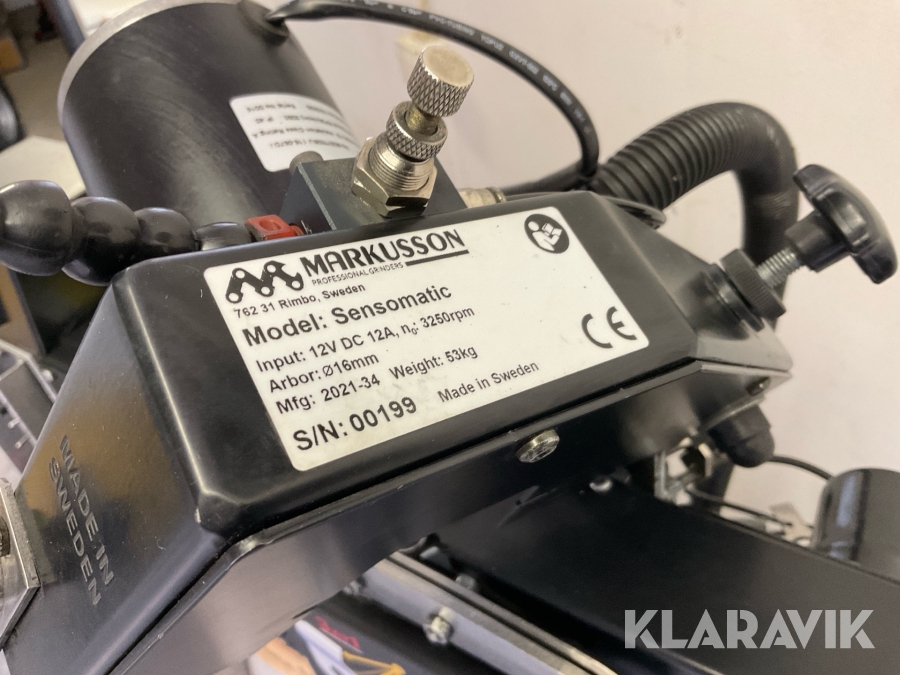 MARKUSSON
PROFESSIONAL GRINDERS
762 31 Rimbo, Sweden
Model: Sensomatic
Input: 12V DC 12A, n₀: 3250rpm
Arbor: Ø16mm
Mfg: 2021-34 Weight: 53kg
S/N: 00199 Made in Sweden
CE
MADE IN
SWEDEN
KLARAVIK